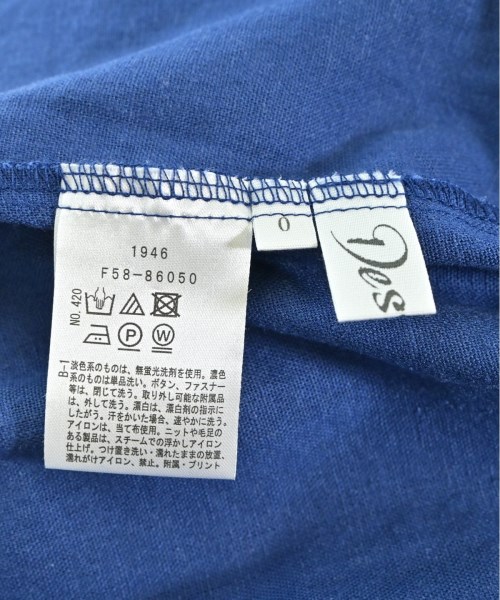 1946
F58-86050
NO. 420
P
W
B-1
淡色系のものは、無蛍光洗剤を使用。濃色
系のものは単品洗い。ボタン、ファスナー
等は、閉じて洗う。取り外し可能な附属品
は、外して洗う。漂白は、漂白剤の指示に
したがう。汗をかいた場合、速やかに洗う。
アイロンは、当て布使用。ニットや毛足の
ある製品は、スチームでの浮かしアイロン
仕上げ。つけ置き洗い・濡れたままの放置、
濡れがけアイロン、禁止。附属・プリント
0
Des